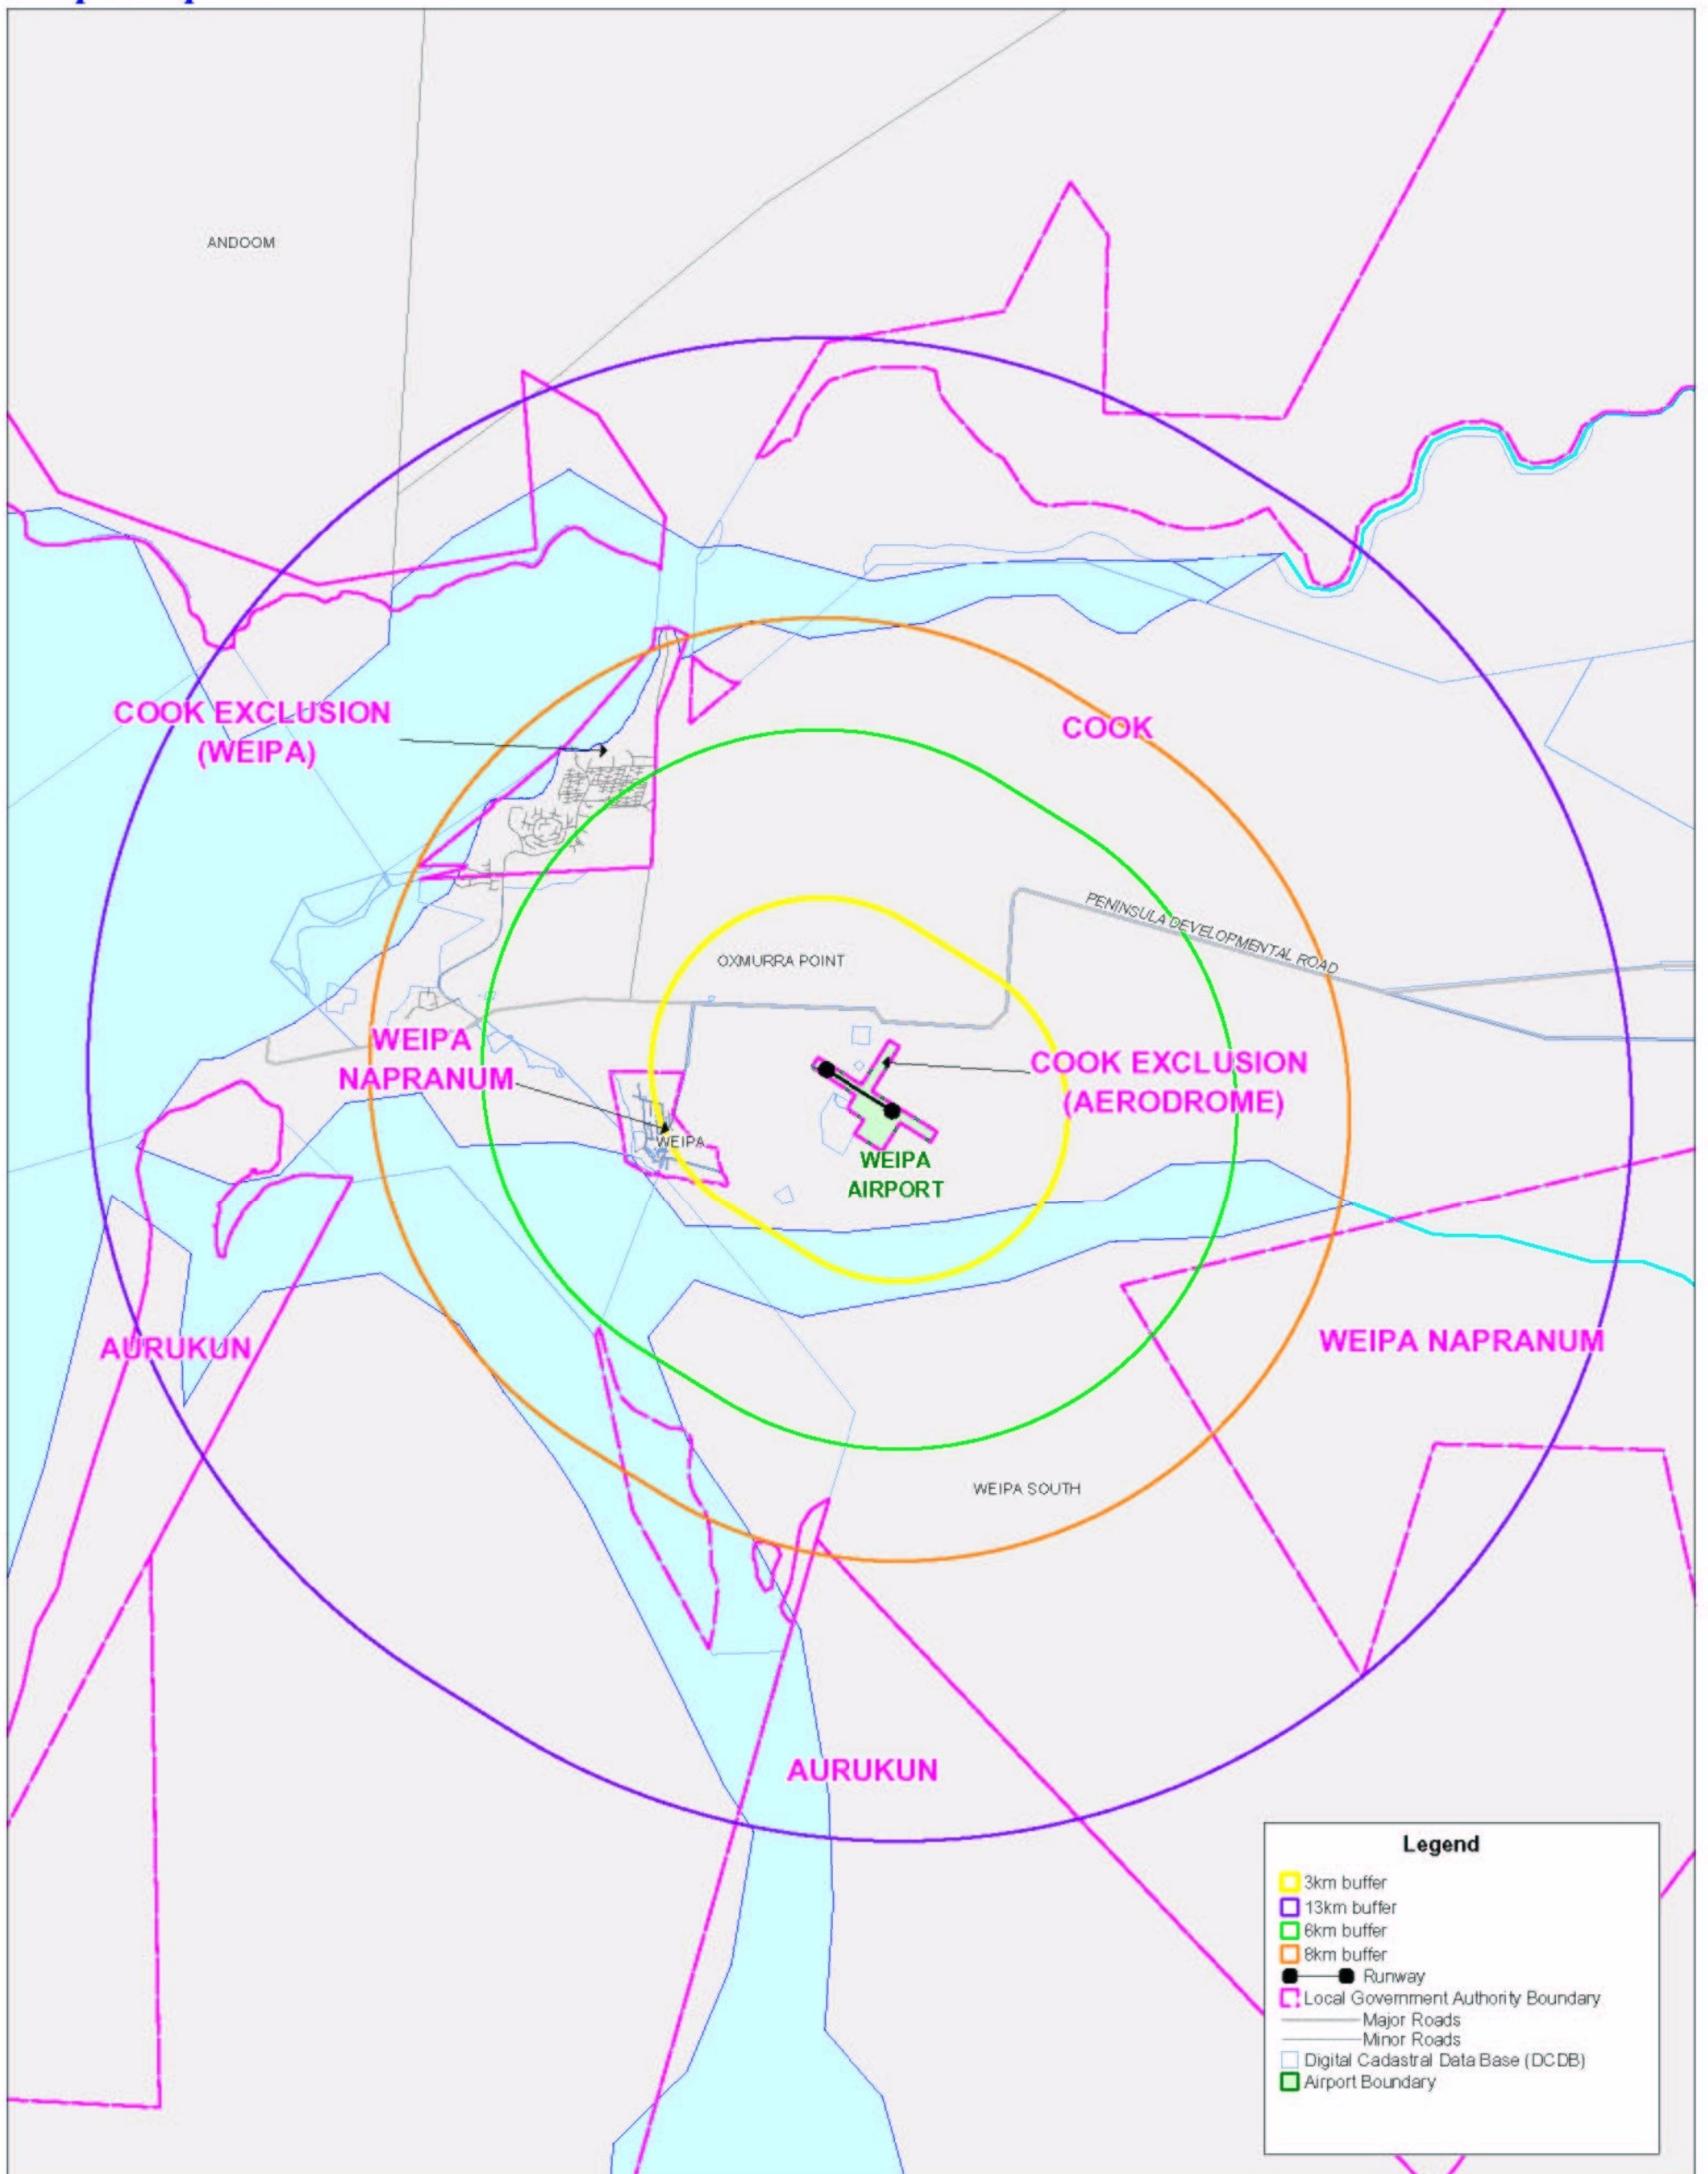 ANDOOM
COOK EXCLUSION
(WEIPA)
COOK
PENINSULA DEVELOPMENTAL ROAD
OXMURRA POINT
WEIPA
NAPRANUM
COOK EXCLUSION
(AERODROME)
WEIPA
WEIPA
AIRPORT
AURUKUN
WEIPA NAPRANUM
WEIPA SOUTH
AURUKUN
Legend
3km buffer
13km buffer
6km buffer
8km buffer
Runway
Local Government Authority Boundary
Major Roads
Minor Roads
Digital Cadastral Data Base (DCDB)
Airport Boundary